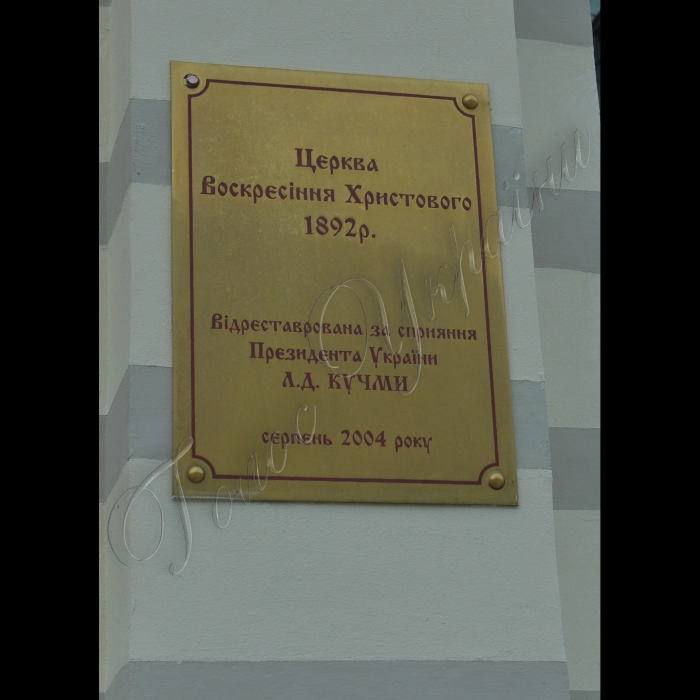 Церква
Воскресіння Христового
1892р.
Відреставрована за сприяння
Президента України
Л.Д. КУЧМИ
серпень 2004 року
Голос України